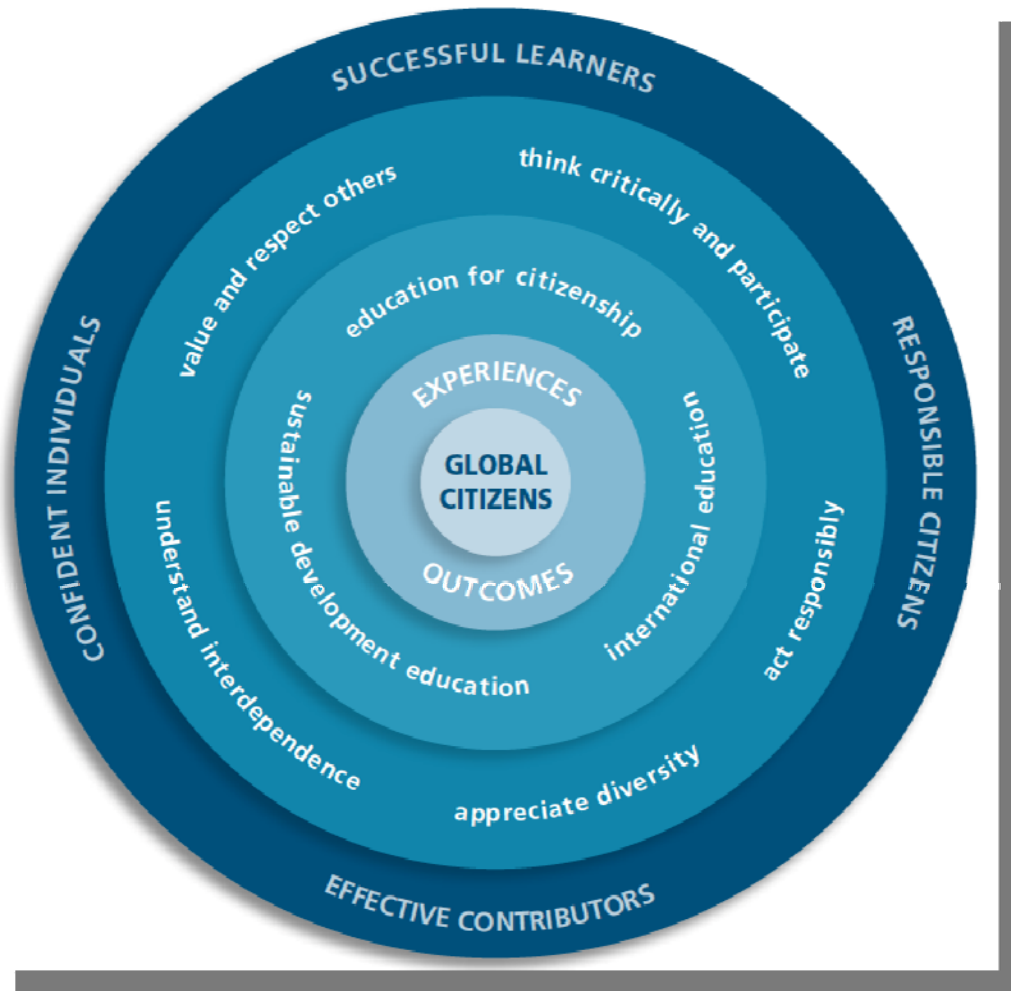 SUCCESSFUL LEARNERS
RESPONSIBLE CITIZENS
EFFECTIVE CONTRIBUTORS
CONFIDENT INDIVIDUALS
value and respect others
think critically and participate
act responsibly
appreciate diversity
understand interdependence
education for citizenship
international education
sustainable development education
EXPERIENCES
OUTCOMES
GLOBAL
CITIZENS